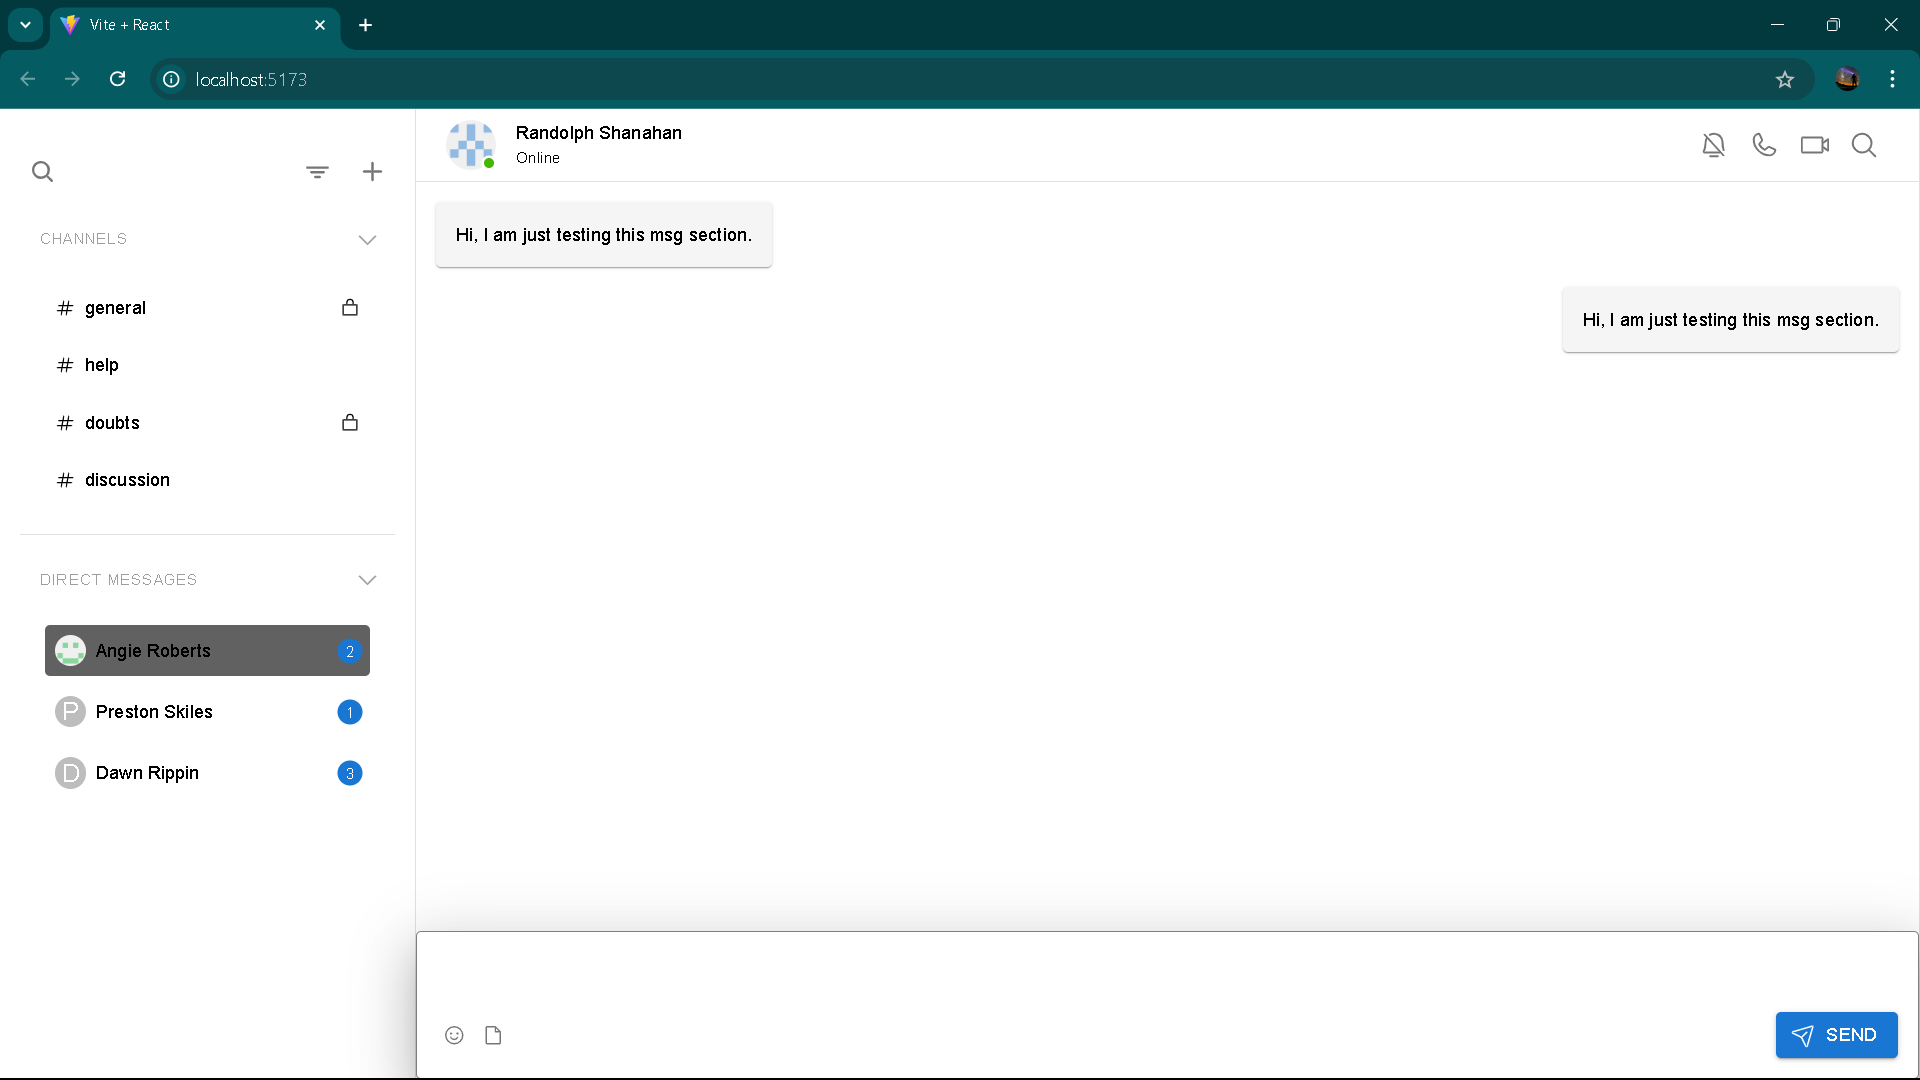 Vite + React
localhost:5173
Randolph Shanahan
Online
CHANNELS
# general
# help
# doubts
# discussion
DIRECT MESSAGES
Angie Roberts 2
P Preston Skiles 1
D Dawn Rippin 3
Hi, I am just testing this msg section.
Hi, I am just testing this msg section.
SEND